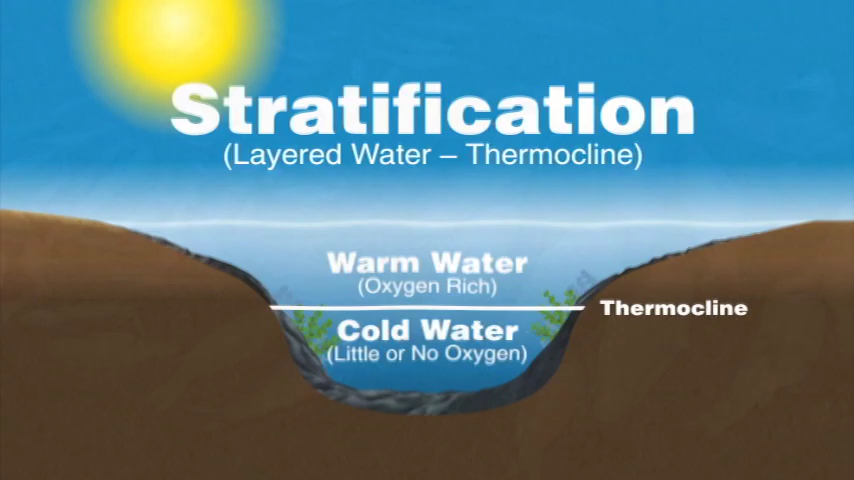 Stratification
(Layered Water – Thermocline)
Warm Water
(Oxygen Rich)
Thermocline
Cold Water
(Little or No Oxygen)